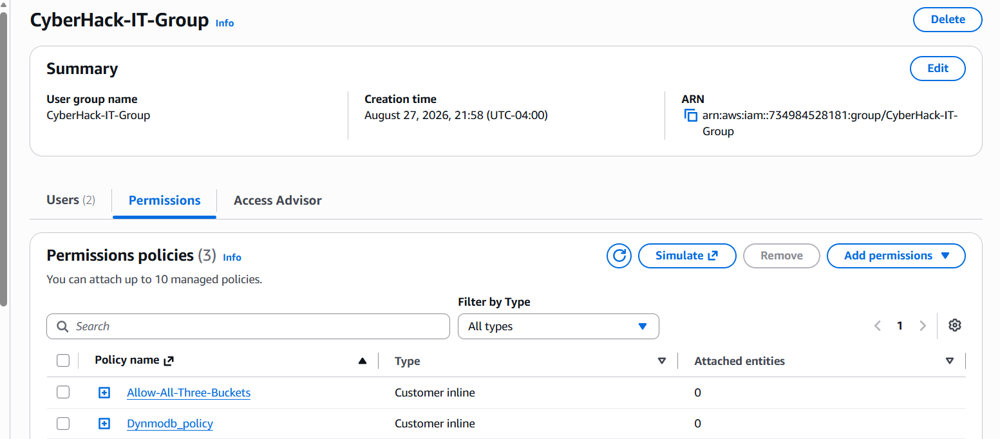 CyberHack-IT-Group Info
Delete
Summary
Edit
User group name
CyberHack-IT-Group
Creation time
August 27, 2026, 21:58 (UTC-04:00)
ARN
arn:aws:iam::734984528181:group/CyberHack-IT-
Group
Users (2)
Permissions
Access Advisor
Permissions policies (3) Info
You can attach up to 10 managed policies.
Simulate
Remove
Add permissions
Filter by Type
Search
All types
1
Policy name
Type
Attached entities
Allow-All-Three-Buckets
Customer inline
0
Dynmodb_policy
Customer inline
0